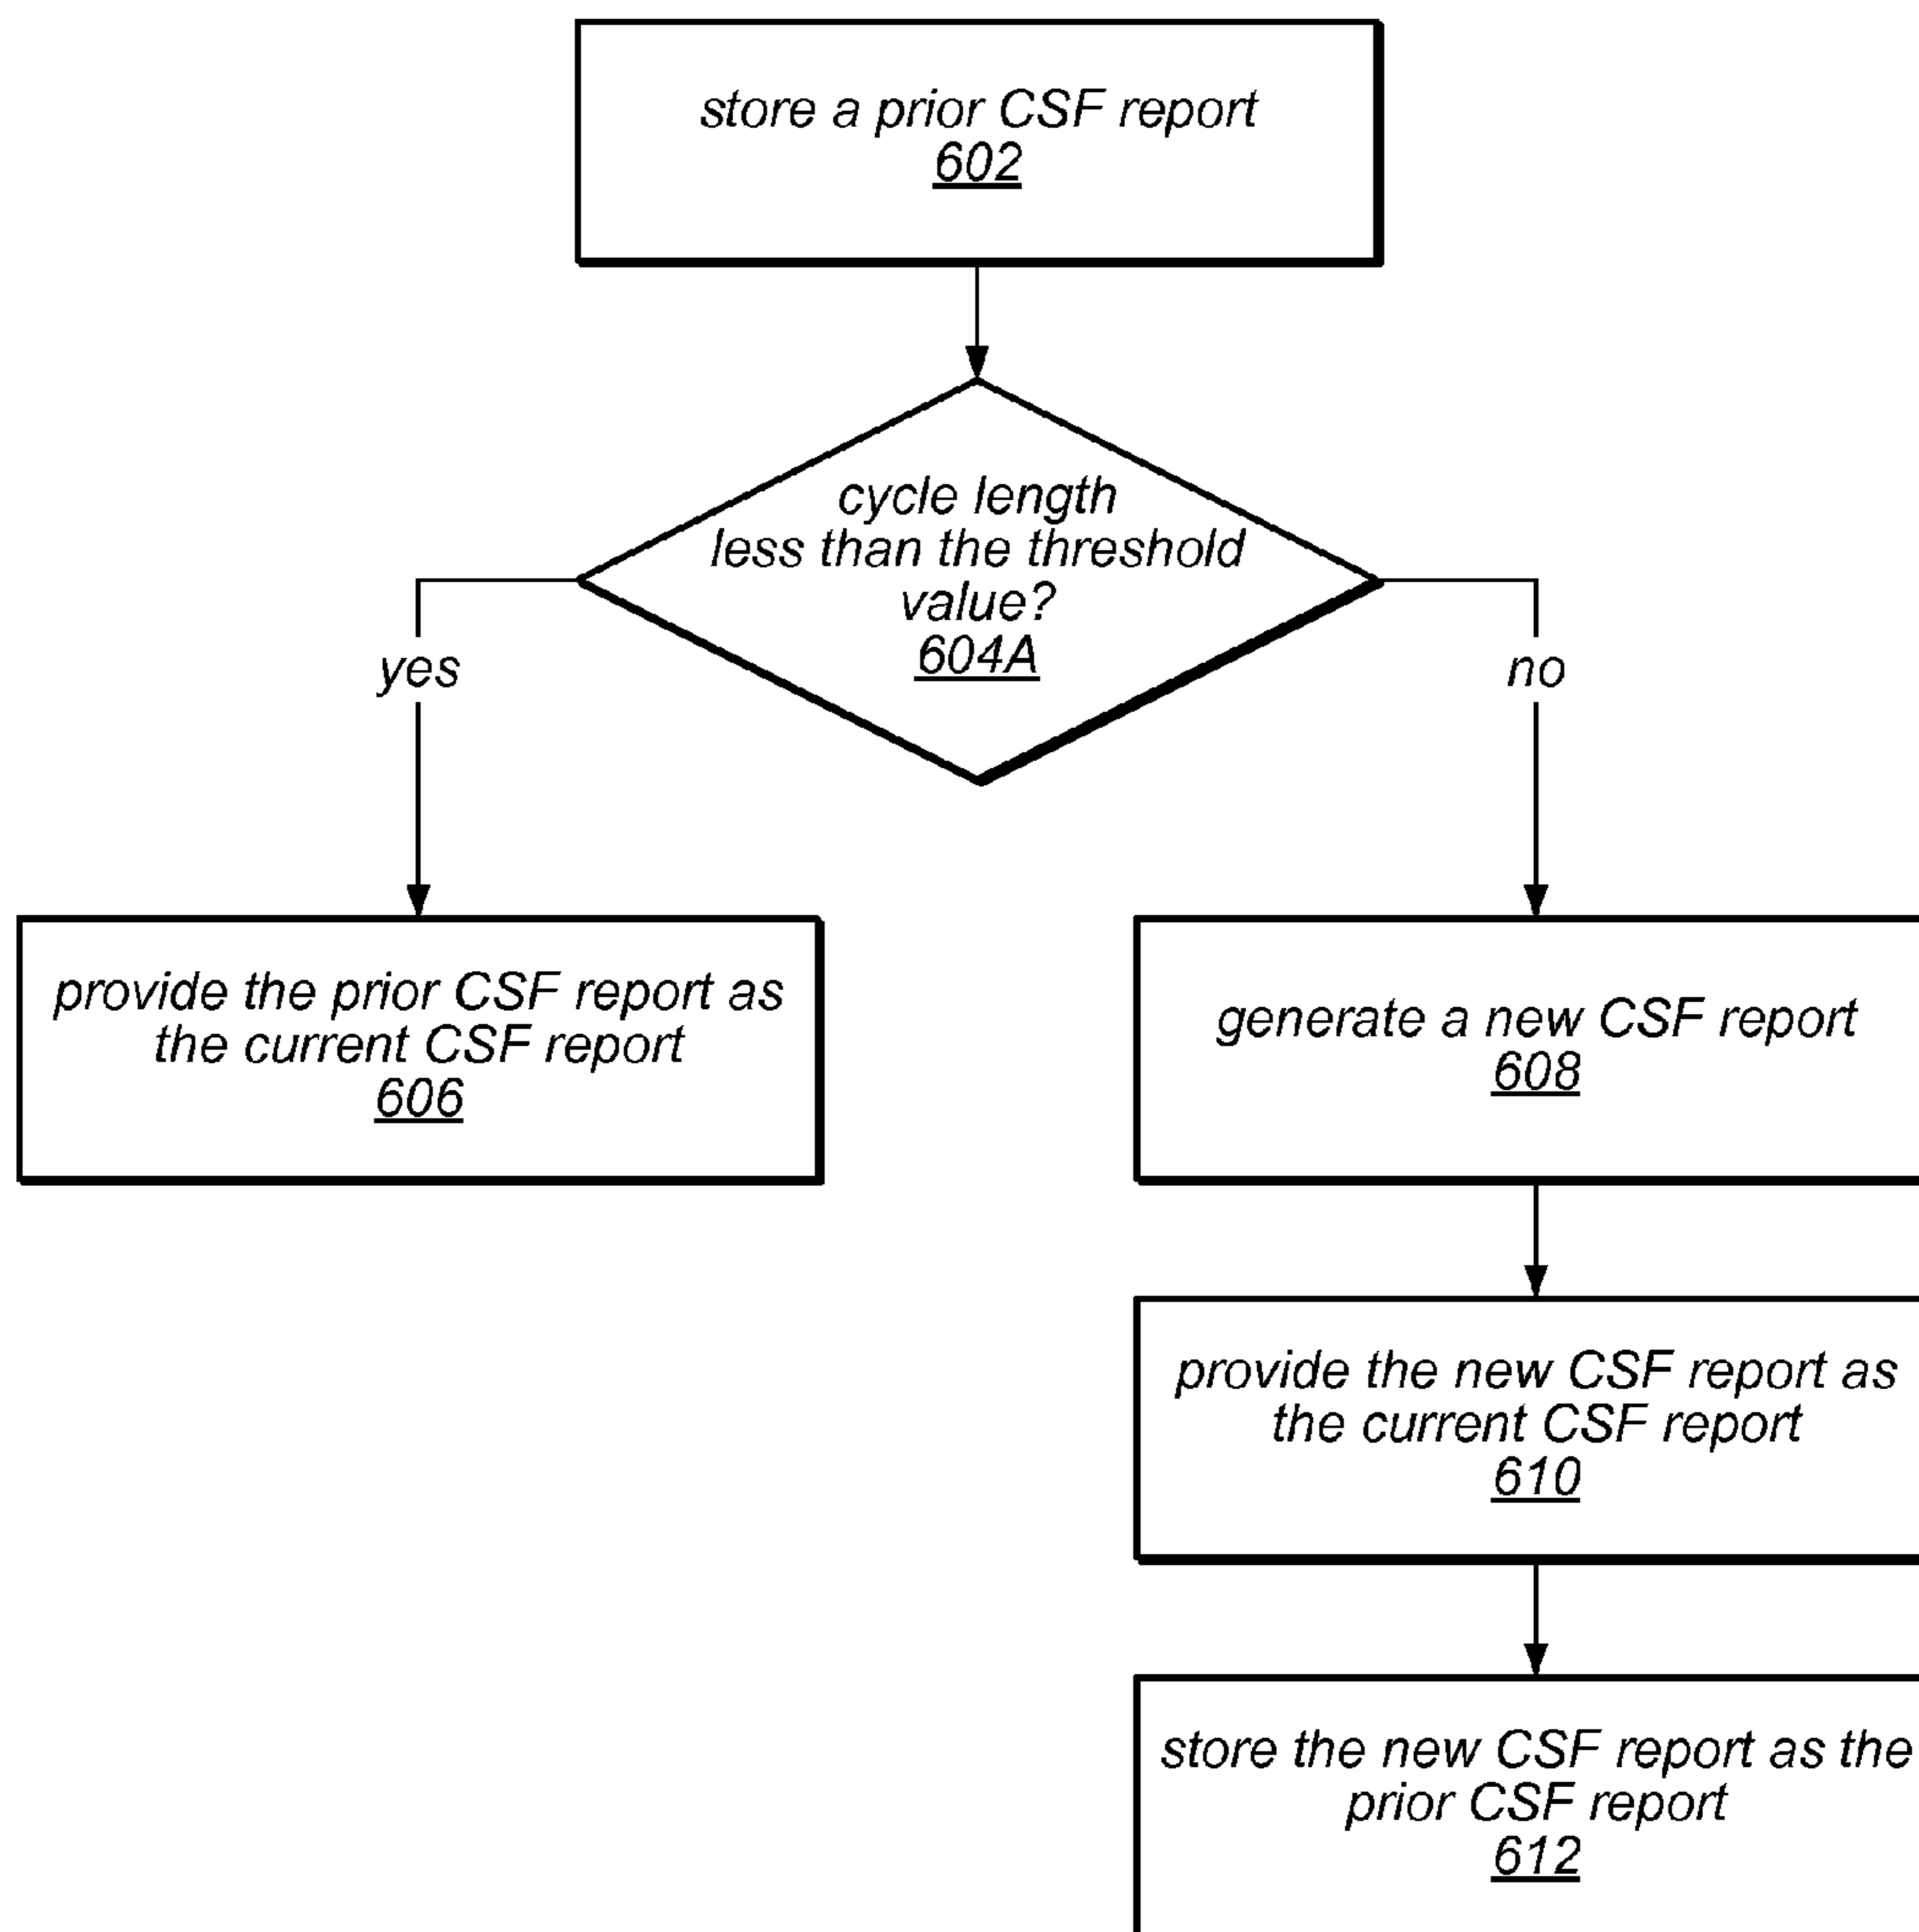 store a prior CSF report
602
cycle length
less than the threshold
value?
604A
yes
no
provide the prior CSF report as
the current CSF report
606
generate a new CSF report
608
provide the new CSF report as
the current CSF report
610
store the new CSF report as the
prior CSF report
612